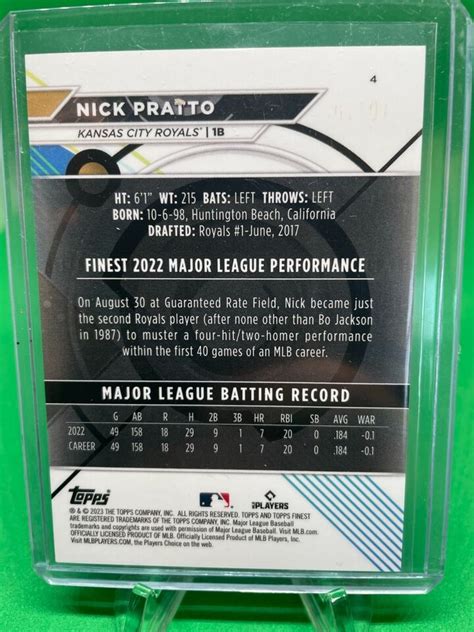 4
NICK PRATTO
KANSAS CITY ROYALS® | 1B
HT: 6'1" WT: 215 BATS: LEFT THROWS: LEFT
BORN: 10-6-98, Huntington Beach, California
DRAFTED: Royals #1-June, 2017
FINEST 2022 MAJOR LEAGUE PERFORMANCE
On August 30 at Guaranteed Rate Field, Nick became just
the second Royals player (after none other than Bo Jackson
in 1987) to muster a four-hit/two-homer performance
within the first 40 games of an MLB career.
MAJOR LEAGUE BATTING RECORD
G AB R H 2B 3B HR RBI SB AVG WAR
2022 49 158 18 29 9 1 7 20 0 .184 -0.1
CAREER 49 158 18 29 9 1 7 20 0 .184 -0.1
Topps
PLAYERS
® & © 2023 THE TOPPS COMPANY, INC. ALL RIGHTS RESERVED. TOPPS AND TOPPS FINEST
ARE REGISTERED TRADEMARKS OF THE TOPPS COMPANY, INC. Major League Baseball
trademarks and copyrights are used with permission of Major League Baseball. Visit MLB.com.
OFFICIALLY LICENSED PRODUCT OF MLB. Officially Licensed Product of MLB Players, Inc.
Visit MLBPLAYERS.com, the Players Choice on the web.